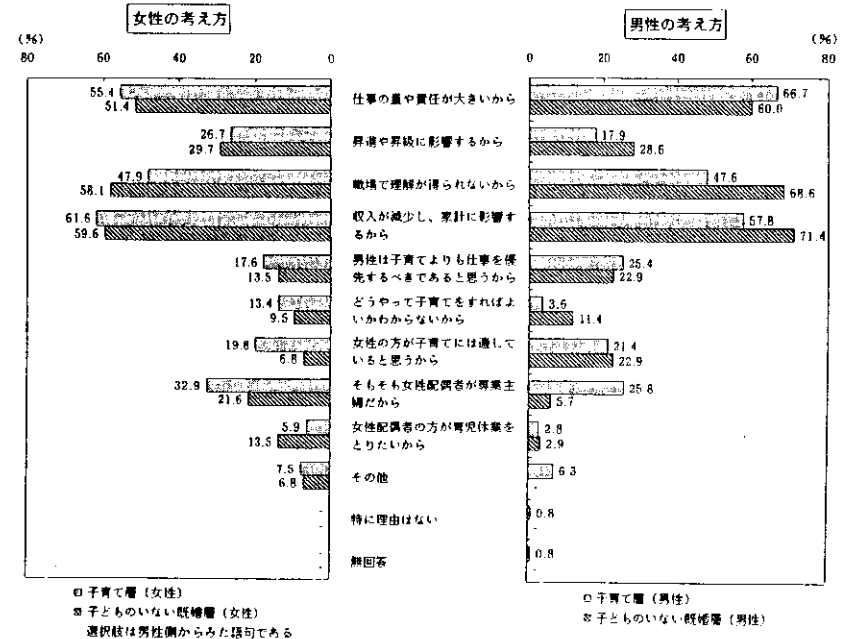 女性の考え方
男性の考え方
(%)
80 60 40 20 0
0 20 40 60 80
(%)
55.4 仕事の量や責任が大きいから 66.7
51.4 60.0
26.7 昇進や昇級に影響するから 17.9
29.7 28.6
47.9 職場で理解が得られないから 47.6
58.1 68.6
61.6 収入が減少し、家計に影響す 57.8
59.6 るから 71.4
17.6 男性は子育てよりも仕事を優 25.4
13.5 先するべきであると思うから 22.9
13.4 どうやって子育てをすればよ 3.6
9.5 いかわからないから 11.4
19.8 女性の方が子育てには適して 21.4
6.8 いると思うから 22.9
32.9 そもそも女性配偶者が専業主 25.8
21.6 婦だから 5.7
5.9 女性配偶者の方が育児休業を 2.8
13.5 とりたいから 2.9
7.5 その他 6.3
6.8 -
- 特に理由はない 0.8
-
- 無回答 0.8
-
子育て層(女性)
子どものいない既婚層(女性)
選択肢は男性側からみた語句である
子育て層(男性)
子どものいない既婚層(男性)